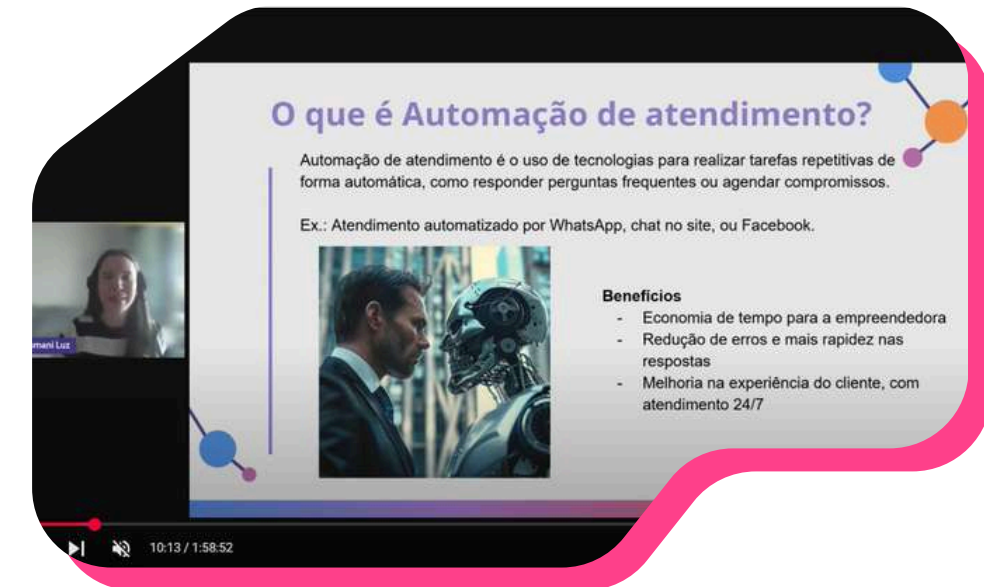 O que é Automação de atendimento?
Automação de atendimento é o uso de tecnologias para realizar tarefas repetitivas de
forma automática, como responder perguntas frequentes ou agendar compromissos.
Ex.: Atendimento automatizado por WhatsApp, chat no site, ou Facebook.
Benefícios
- Economia de tempo para a empreendedora
- Redução de erros e mais rapidez nas
respostas
- Melhoria na experiência do cliente, com
atendimento 24/7
Luz
10:13 / 1:58:52